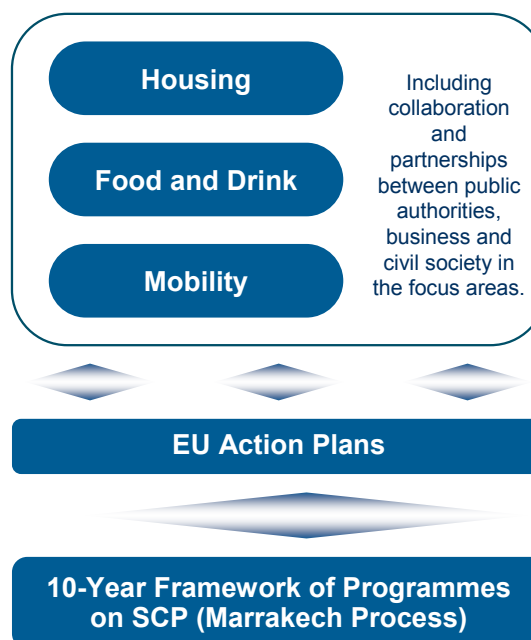 Housing
Food and Drink
Mobility
Including
collaboration
and
partnerships
between public
authorities,
business and
civil society in
the focus areas.
EU Action Plans
10-Year Framework of Programmes
on SCP (Marrakech Process)